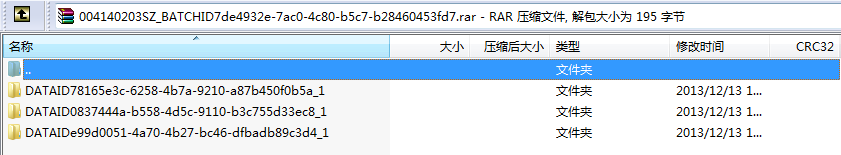 004140203SZ_BATCHID7de4932e-7ac0-4c80-b5c7-b28460453fd7.rar - RAR 压缩文件, 解包大小为 195 字节
名称 大小 压缩后大小 类型 修改时间 CRC32
.. 文件夹
DATAID78165e3c-6258-4b7a-9210-a87b450f0b5a_1 文件夹 2013/12/13 1...
DATAID0837444a-b558-4d5c-9110-b3c755d33ec8_1 文件夹 2013/12/13 1...
DATAIDe99d0051-4a70-4b27-bc46-dfbadb89c3d4_1 文件夹 2013/12/13 1...